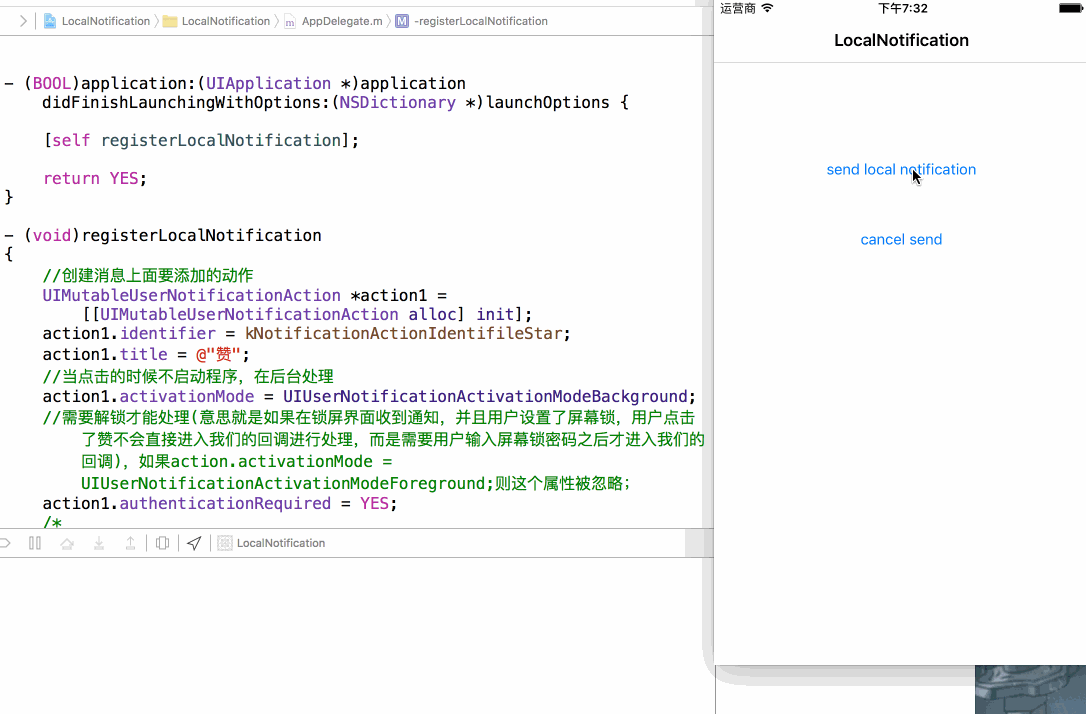 LocalNotification LocalNotification AppDelegate.m -registerLocalNotification
- (BOOL)application:(UIApplication *)application
didFinishLaunchingWithOptions:(NSDictionary *)launchOptions {
[self registerLocalNotification];
return YES;
}
- (void)registerLocalNotification
{
//创建消息上面要添加的动作
UIMutableUserNotificationAction *action1 =
[[UIMutableUserNotificationAction alloc] init];
action1.identifier = kNotificationActionIdentifileStar;
action1.title = @"赞";
//当点击的时候不启动程序，在后台处理
action1.activationMode = UIUserNotificationActivationModeBackground;
//需要解锁才能处理(意思就是如果在锁屏界面收到通知，并且用户设置了屏幕锁，用户点击
了赞不会直接进入我们的回调进行处理，而是需要用户输入屏幕锁密码之后才进入我们的
回调)，如果action.activationMode =
UIUserNotificationActivationModeForeground;则这个属性被忽略；
action1.authenticationRequired = YES;
/*
LocalNotification
运营商 下午7:32
LocalNotification
send local notification
cancel send